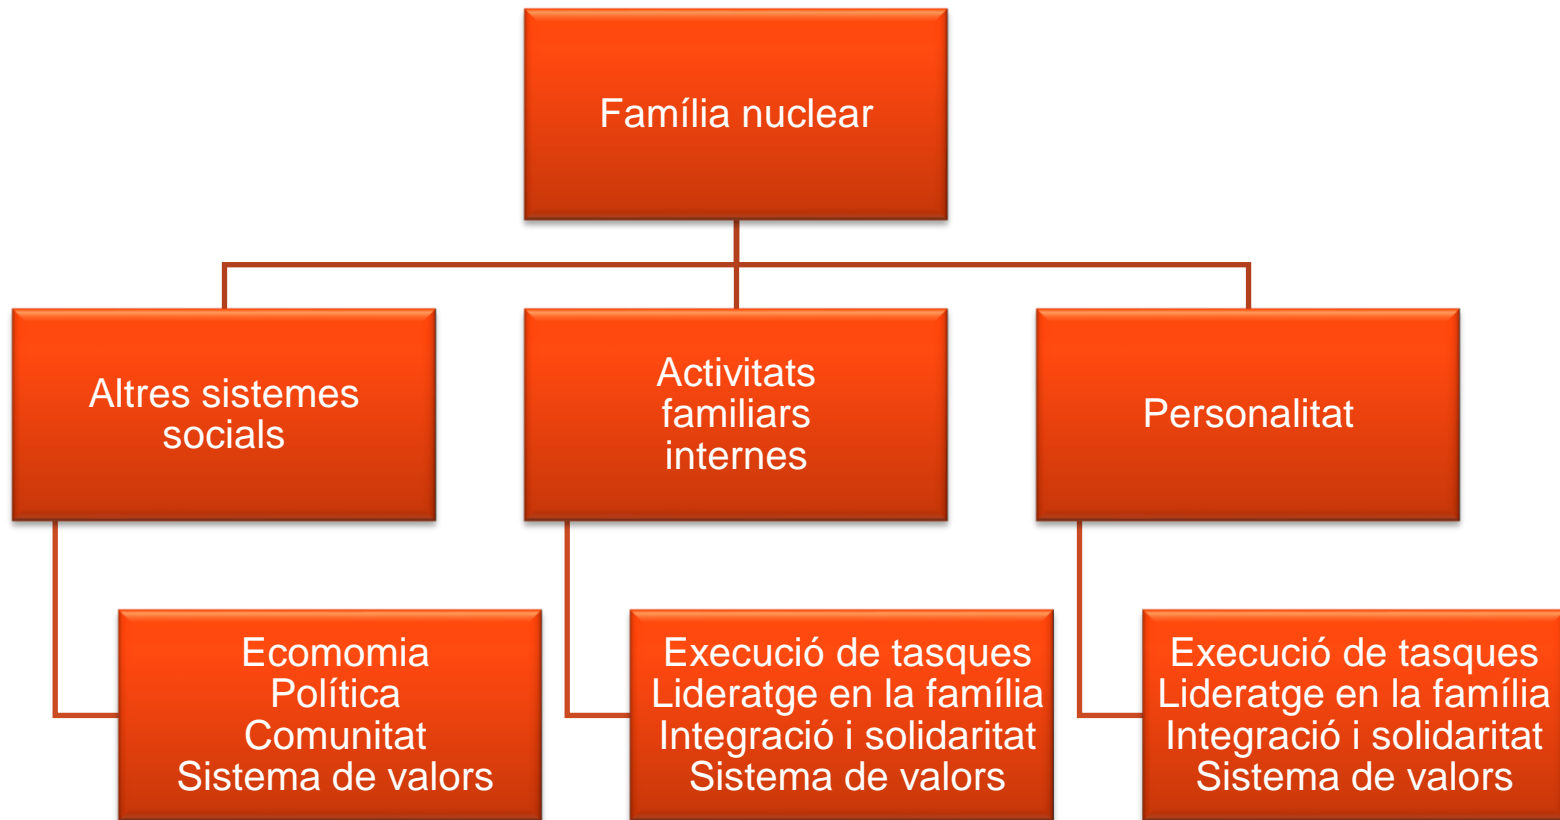 Família nuclear
Altres sistemes
socials
Activitats
familiars
internes
Personalitat
Ecomomia
Política
Comunitat
Sistema de valors
Execució de tasques
Lideratge en la família
Integració i solidaritat
Sistema de valors
Execució de tasques
Lideratge en la família
Integració i solidaritat
Sistema de valors